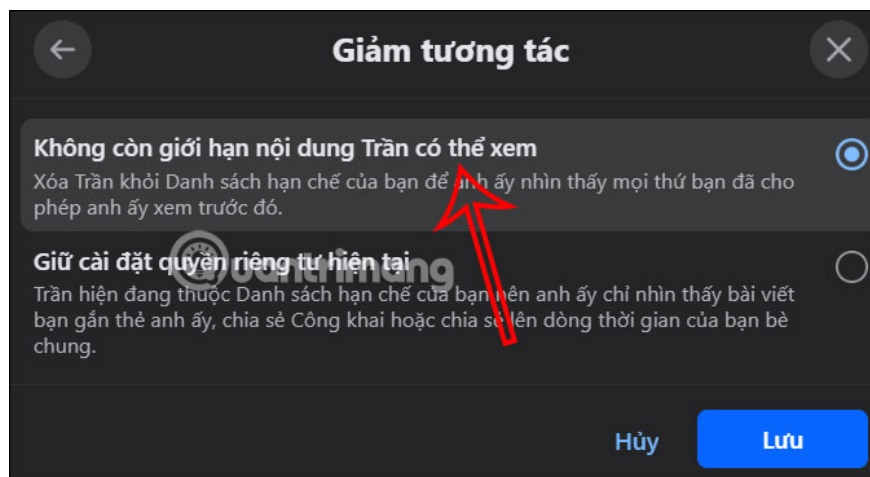 Giảm tương tác
Không còn giới hạn nội dung Trần có thể xem
Xóa Trần khỏi Danh sách hạn chế của bạn để anh ấy nhìn thấy mọi thứ bạn đã cho
phép anh ấy xem trước đó.
Giữ cài đặt quyền riêng tư hiện tại
Quantrimang
Trần hiện đang thuộc Danh sách hạn chế của bạn nên anh ấy chỉ nhìn thấy bài viết
bạn gắn thẻ anh ấy, chia sẻ Công khai hoặc chia sẻ lên dòng thời gian của bạn bè
chung.
Hủy
Lưu